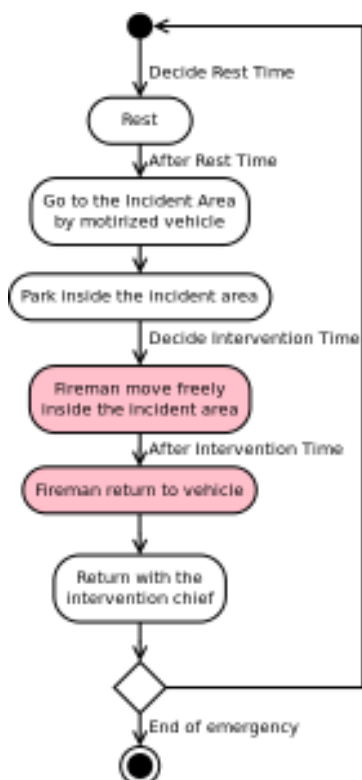 Decide Rest Time
Rest
After Rest Time
Go to the Incident Area
by motirized vehicle
Park inside the incident area
Decide Intervention Time
Fireman move freely
inside the incident area
After Intervention Time
Fireman return to vehicle
Return with the
intervention chief
End of emergency